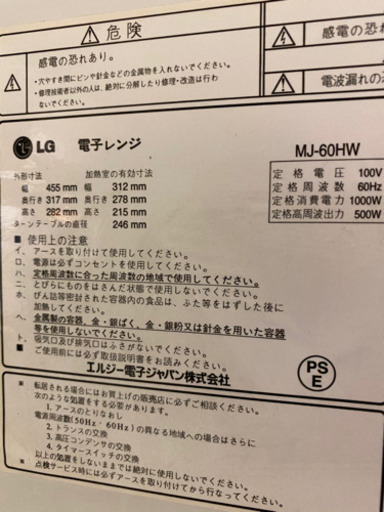 危険
感電の恐れあり。
・穴やすき間にピンや針金などの金属物を入れないでください。
・修理技術者以外の人は、絶対に分解したり修理・改造は行わ
ないでください。
感電の恐れ
電波漏れの
LG 電子レンジ MJ-60HW
外形寸法 加熱室の有効寸法
幅 455 mm 幅 312 mm
奥行き 317 mm 奥行き 278 mm
高さ 282 mm 高さ 215 mm
ターンテーブルの直径 246 mm
定格電圧 100V
定格周波数 60Hz
定格消費電力 1000W
定格高周波出力 500W
■ 使用上の注意
イ、アースを取り付けて使用してください。
ロ、電源は必ずコンセントを使用してください。
ハ、定格周波数に合った周波数の地域で使用してください。
ニ、とびらにものをはさんだ状態で使用しないでください。
ホ、びん詰等密封された容器内の食品は、ふた等をはずした後に
加熱してください。
ヘ、金属製の容器、金・銀ぱく、金・銀粉又は針金を用いた容器
等を使用しないでください。
ト、吸気口及び排気口はふさがないでください。
■ ご使用前には必ず取扱説明書をお読みください。
エルジー電子ジャパン株式会社
PS
E
● 転居される場合にはお買上げの販売店に必ずご相談ください。
次のような処置をする必要があります。
1. アースのとりなおし
電源周波数(50Hz・60Hz)の異なる地域への場合はさらに
2. トランスの交換
3. 高圧コンデンサの交換
4. タイマースイッチの交換
以上の処置をしないままでは絶対に使用しないでください。
● 点検サービス時には必ずアースを取り付けてから行なってください。